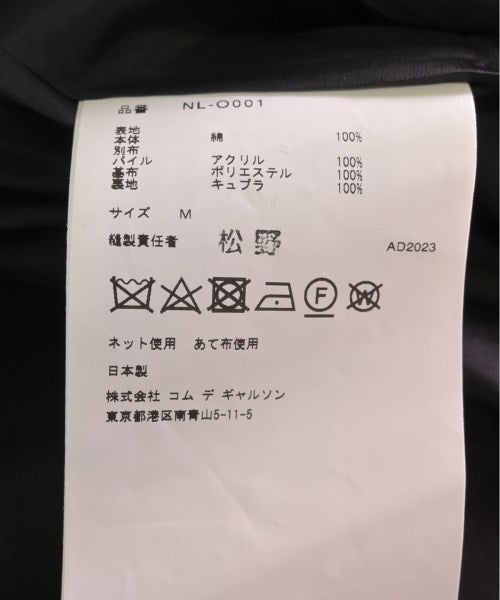 品番 NL-O001
表地
本体 綿 100%
別布
パイル アクリル 100%
基布 ポリエステル 100%
裏地 キュプラ 100%
サイズ M
縫製責任者 松野
AD2023
F W
ネット使用 あて布使用
日本製
株式会社 コム デ ギャルソン
東京都港区南青山5-11-5